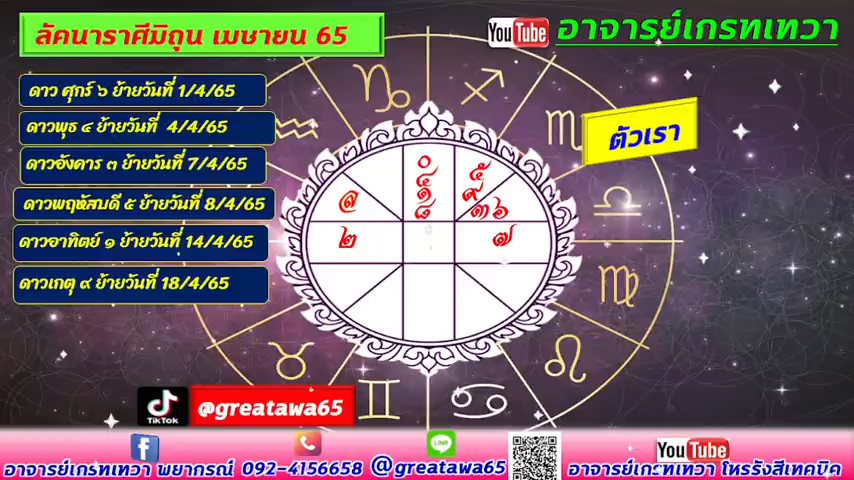 ลัคนาราศีมิถุน เมษายน 65
YouTube อาจารย์เกรทเทวา
ดาว ศุกร์ ๖ ย้ายวันที่ 1/4/65
ดาวพุธ ๔ ย้ายวันที่ 4/4/65
ดาวอังคาร ๓ ย้ายวันที่ 7/4/65
ดาวพฤหัสบดี ๕ ย้ายวันที่ 8/4/65
ดาวอาทิตย์ ๑ ย้ายวันที่ 14/4/65
ดาวเกตุ ๙ ย้ายวันที่ 18/4/65
ตัวเรา
๐
๔
๑
๘
๕
๙
๓ ๖
ล
๒
๗
TikTok
@greatawa65
LINE
YouTube
อาจารย์เกรทเทวา พยากรณ์ 092-4156658 @greatawa65
อาจารย์เกรทเทวา โหรรังสีเทคนิค